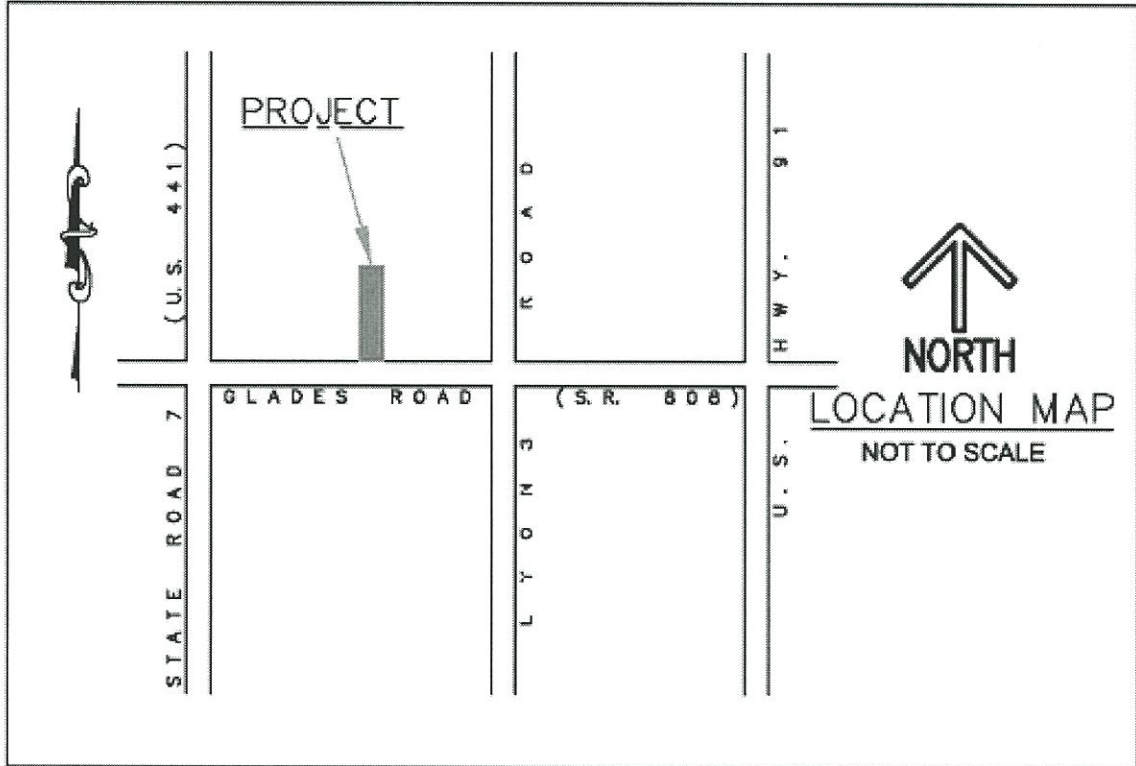 PROJECT
STATE ROAD 7 (U.S. 441)
GLADES ROAD (S.R. 808)
LYONS ROAD
U.S. HWY. 91
NORTH
LOCATION MAP
NOT TO SCALE